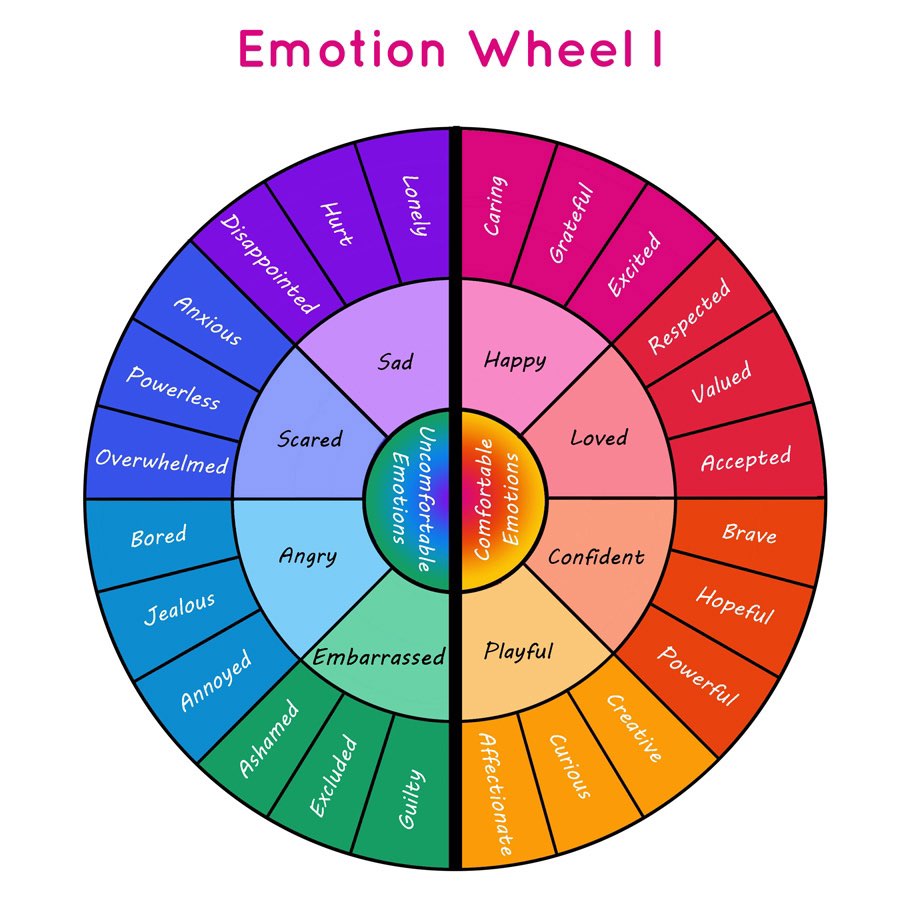 Emotion Wheel 1
Lonely
Hurt
Disappointed
Anxious
Powerless
Overwhelmed
Bored
Jealous
Annoyed
Ashamed
Excluded
Guilty
Sad
Scared
Angry
Embarrassed
Uncomfortable
Emotions
Comfortable
Emotions
Happy
Loved
Confident
Playful
Caring
Grateful
Excited
Respected
Valued
Accepted
Brave
Hopeful
Powerful
Creative
Curious
Affectionate